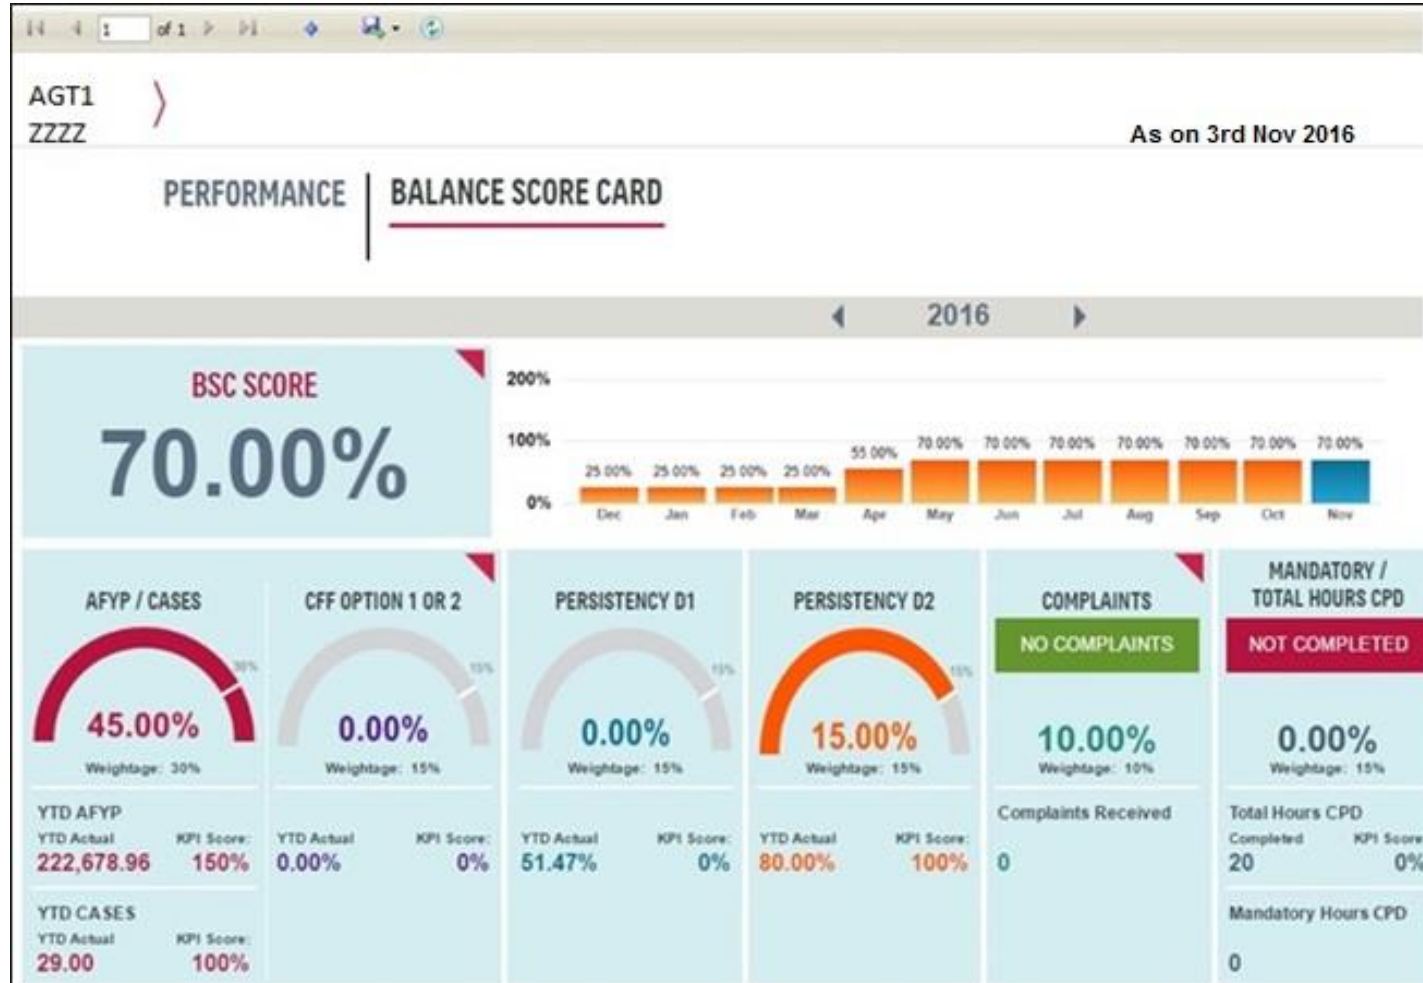 1 of 1
AGT1
ZZZZ
As on 3rd Nov 2016
PERFORMANCE
BALANCE SCORE CARD
2016
BSC SCORE
70.00%
200%
100%
0%
25.00% 25.00% 25.00% 25.00% 55.00% 70.00% 70.00% 70.00% 70.00% 70.00% 70.00% 70.00%
Dec Jan Feb Mar Apr May Jun Jul Aug Sep Oct Nov
AFYP / CASES
30%
45.00%
Weightage: 30%
YTD AFYP
YTD Actual KPI Score:
222,678.96 150%
YTD CASES
YTD Actual KPI Score:
29.00 100%
CFF OPTION 1 OR 2
15%
0.00%
Weightage: 15%
YTD Actual KPI Score:
0.00% 0%
PERSISTENCY D1
15%
0.00%
Weightage: 15%
YTD Actual KPI Score:
51.47% 0%
PERSISTENCY D2
15%
15.00%
Weightage: 15%
YTD Actual KPI Score:
80.00% 100%
COMPLAINTS
NO COMPLAINTS
10.00%
Weightage: 10%
Complaints Received
0
MANDATORY /
TOTAL HOURS CPD
NOT COMPLETED
0.00%
Weightage: 15%
Total Hours CPD
Completed KPI Score
20 0%
Mandatory Hours CPD
0